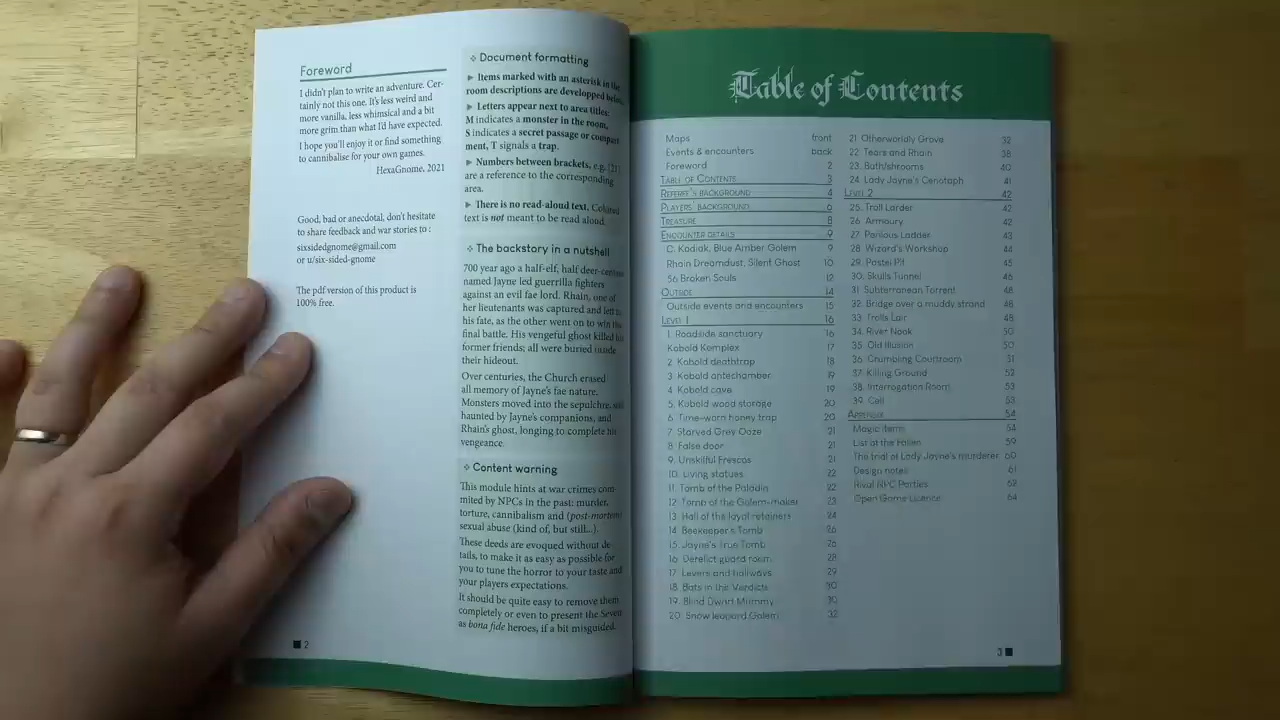 Foreword
I didn't plan to write an adventure. Cer-
tainly not this one. It's less weird and
more vanilla, less whimsical and a bit
more grim than what I'd have expected.
I hope you'll enjoy it or find something
to cannibalise for your own games.
HexaGnome, 2021
Good, bad or anecdotal, don't hesitate
to share feedback and war stories to :
sixsidedgnome@gmail.com
or u/six-sided-gnome
The pdf version of this product is
100% free.
2
❖ Document formatting
► Items marked with an asterisk in the
room descriptions are developped below.
► Letters appear next to area titles:
M indicates a monster in the room,
S indicates a secret passage or compart
ment, T signals a trap.
► Numbers between brackets, e.g. (21)
are a reference to the corresponding
area.
► There is no read-aloud text. Colored
text is not meant to be read aloud.
❖ The backstory in a nutshell
700 year ago a half-elf, half deer-centaur
named Jayne led guerrilla fighters
against an evil fae lord. Rhain, one of
her lieutenants was captured and left to
his fate, as the other went on to win the
final battle. His vengeful ghost killed his
former friends; all were buried inside
their hideout.
Over centuries, the Church erased
all memory of Jayne's fae nature.
Monsters moved into the sepulchre, still
haunted by Jayne's companions, and
Rhain's ghost, longing to complete his
vengeance.
❖ Content warning
This module hints at war crimes com
mited by NPCs in the past: murder,
torture, cannibalism and (post-mortem)
sexual abuse (kind of, but still...).
These deeds are evoqued without de-
tails, to make it as easy as possible for
you to tune the horror to your taste and
your players expectations.
It should be quite easy to remove them
completely or even to present the Seven
as bona fide heroes, if a bit misguided.
Table of Contents
Maps front
Events & encounters back
Foreword 2
Table of Contents 3
Referee's background 4
Players' background 6
Treasure 8
Encounter details 9
C. Kodiak, Blue Amber Golem 9
Rhain Dreamdust, Silent Ghost 10
56 Broken Souls 12
Outside 14
Outside events and encounters 15
Level 1 16
1. Roadside sanctuary 16
Kobold Komplex 17
2. Kobold deathtrap 18
3. Kobold antechamber 19
4. Kobold cave 19
5. Kobold wood storage 20
6. Time-worn honey trap 20
7. Starved Grey Ooze 21
8. False door 21
9. Unskilful Frescos 21
10. Living statues 22
11. Tomb of the Paladin 22
12. Tomb of the Golem-maker 23
13. Hall of the loyal retainers 24
14. Beekeeper's Tomb 26
15. Jayne's True Tomb 26
16. Derelict guard room 28
17. Levers and hallways 29
18. Bats in the Verdicts 30
19. Blind Dwarf Mummy 30
20. Snow leopard Golem 32
21. Otherworldly Grove 32
22. Tears and Rhain 38
23. Bath/shrooms 40
24. Lady Jayne's Cenotaph 41
Level 2 42
25. Troll Larder 42
26. Armoury 42
27. Perilous Ladder 43
28. Wizard's Workshop 44
29. Pastel Pit 45
30. Skulls Tunnel 46
31. Subterranean Torrent 48
32. Bridge over a muddy strand 48
33. Trolls Lair 48
34. River Nook 50
35. Old Illusion 50
36. Crumbling Courtroom 51
37. Killing Ground 52
38. Interrogation Room 53
39. Cell 53
Appendix 54
Magic items 54
List of the Fallen 59
The trial of Lady Jayne's murderer 60
Design notes 61
Rival NPC Parties 62
Open Game Licence 64
3